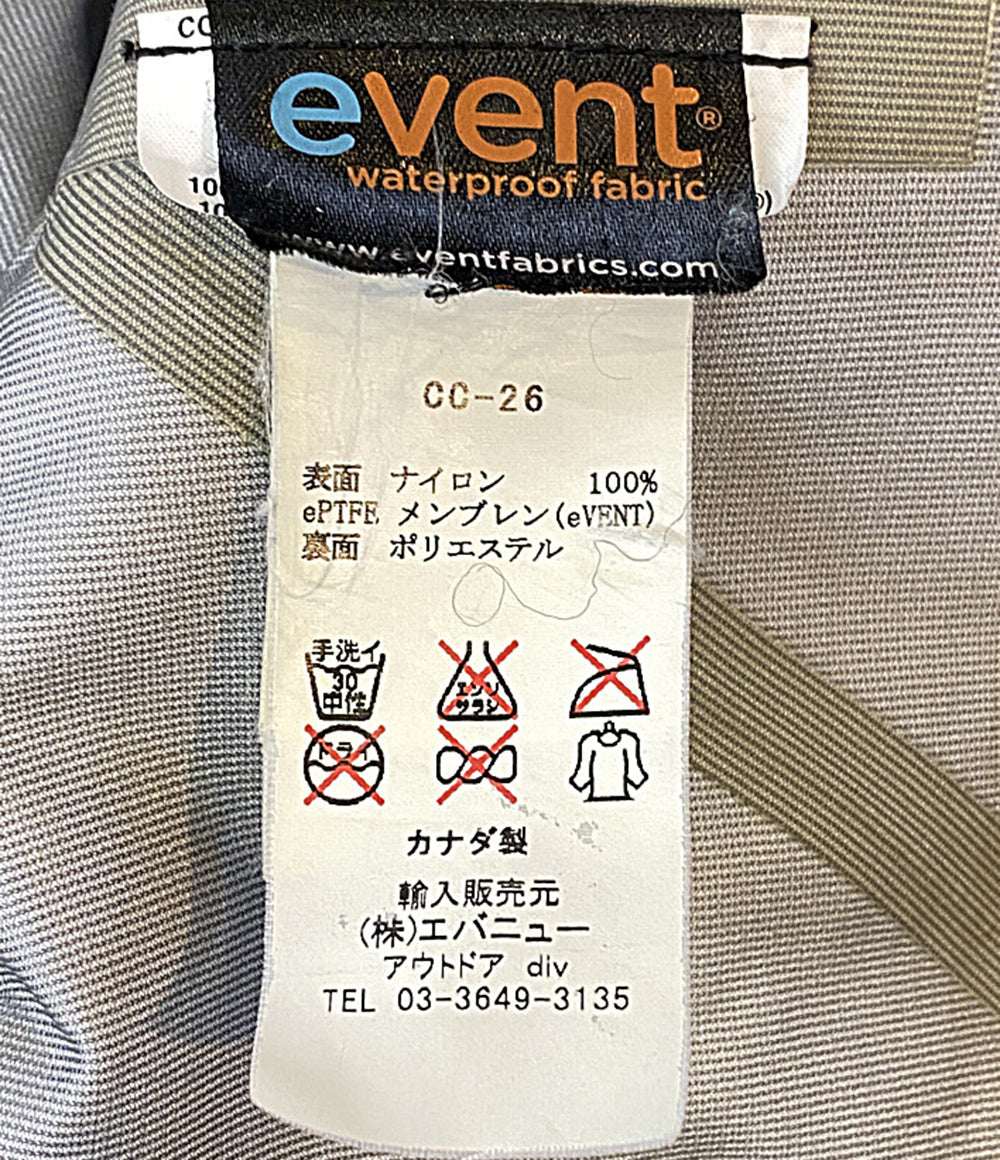 CO
event®
waterproof fabric
www.eventfabrics.com
CC-26
表面 ナイロン 100%
ePTFE メンブレン(eVENT)
裏面 ポリエステル
手洗イ
30
中性
エンソ
サラシ
ドライ
カナダ製
輸入販売元
(株)エバニュー
アウトドア div
TEL 03-3649-3135